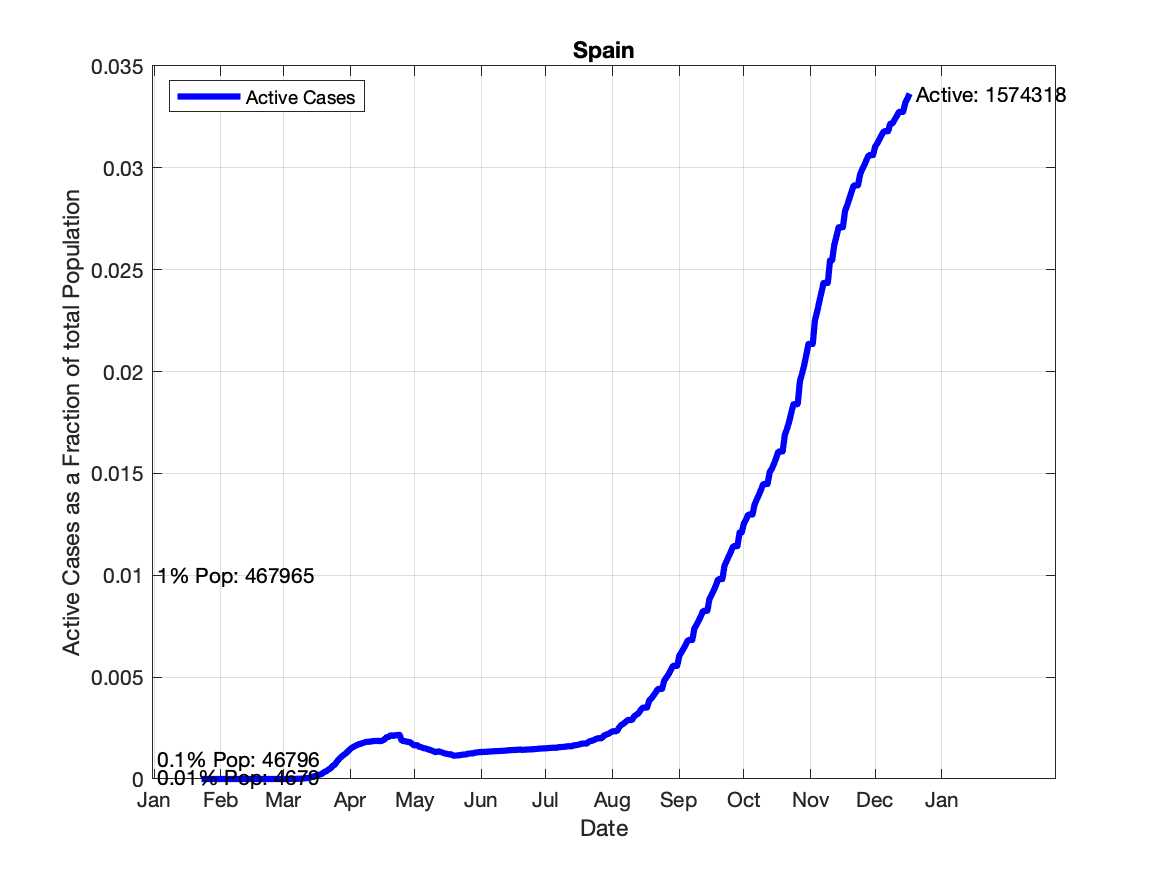 Spain
0.035
Active Cases
Active: 1574318
0.03
0.025
0.02
0.015
0.01
1% Pop: 467965
0.005
0.1% Pop: 46796
0
0.01% Pop: 4679
Jan Feb Mar Apr May Jun Jul Aug Sep Oct Nov Dec Jan
Date
Active Cases as a Fraction of total Population